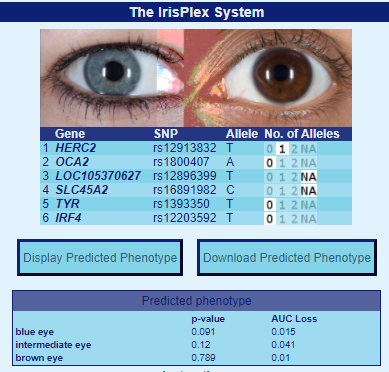 The IrisPlex System
Gene SNP Allele No. of Alleles
1 HERC2 rs12913832 T 0 1 2 NA
2 OCA2 rs1800407 A 0 1 2 NA
3 LOC105370627 rs12896399 T 0 1 2 NA
4 SLC45A2 rs16891982 C 0 1 2 NA
5 TYR rs1393350 T 0 1 2 NA
6 IRF4 rs12203592 T 0 1 2 NA
Display Predicted Phenotype Download Predicted Phenotype
Predicted phenotype
p-value AUC Loss
blue eye 0.091 0.015
intermediate eye 0.12 0.041
brown eye 0.789 0.01